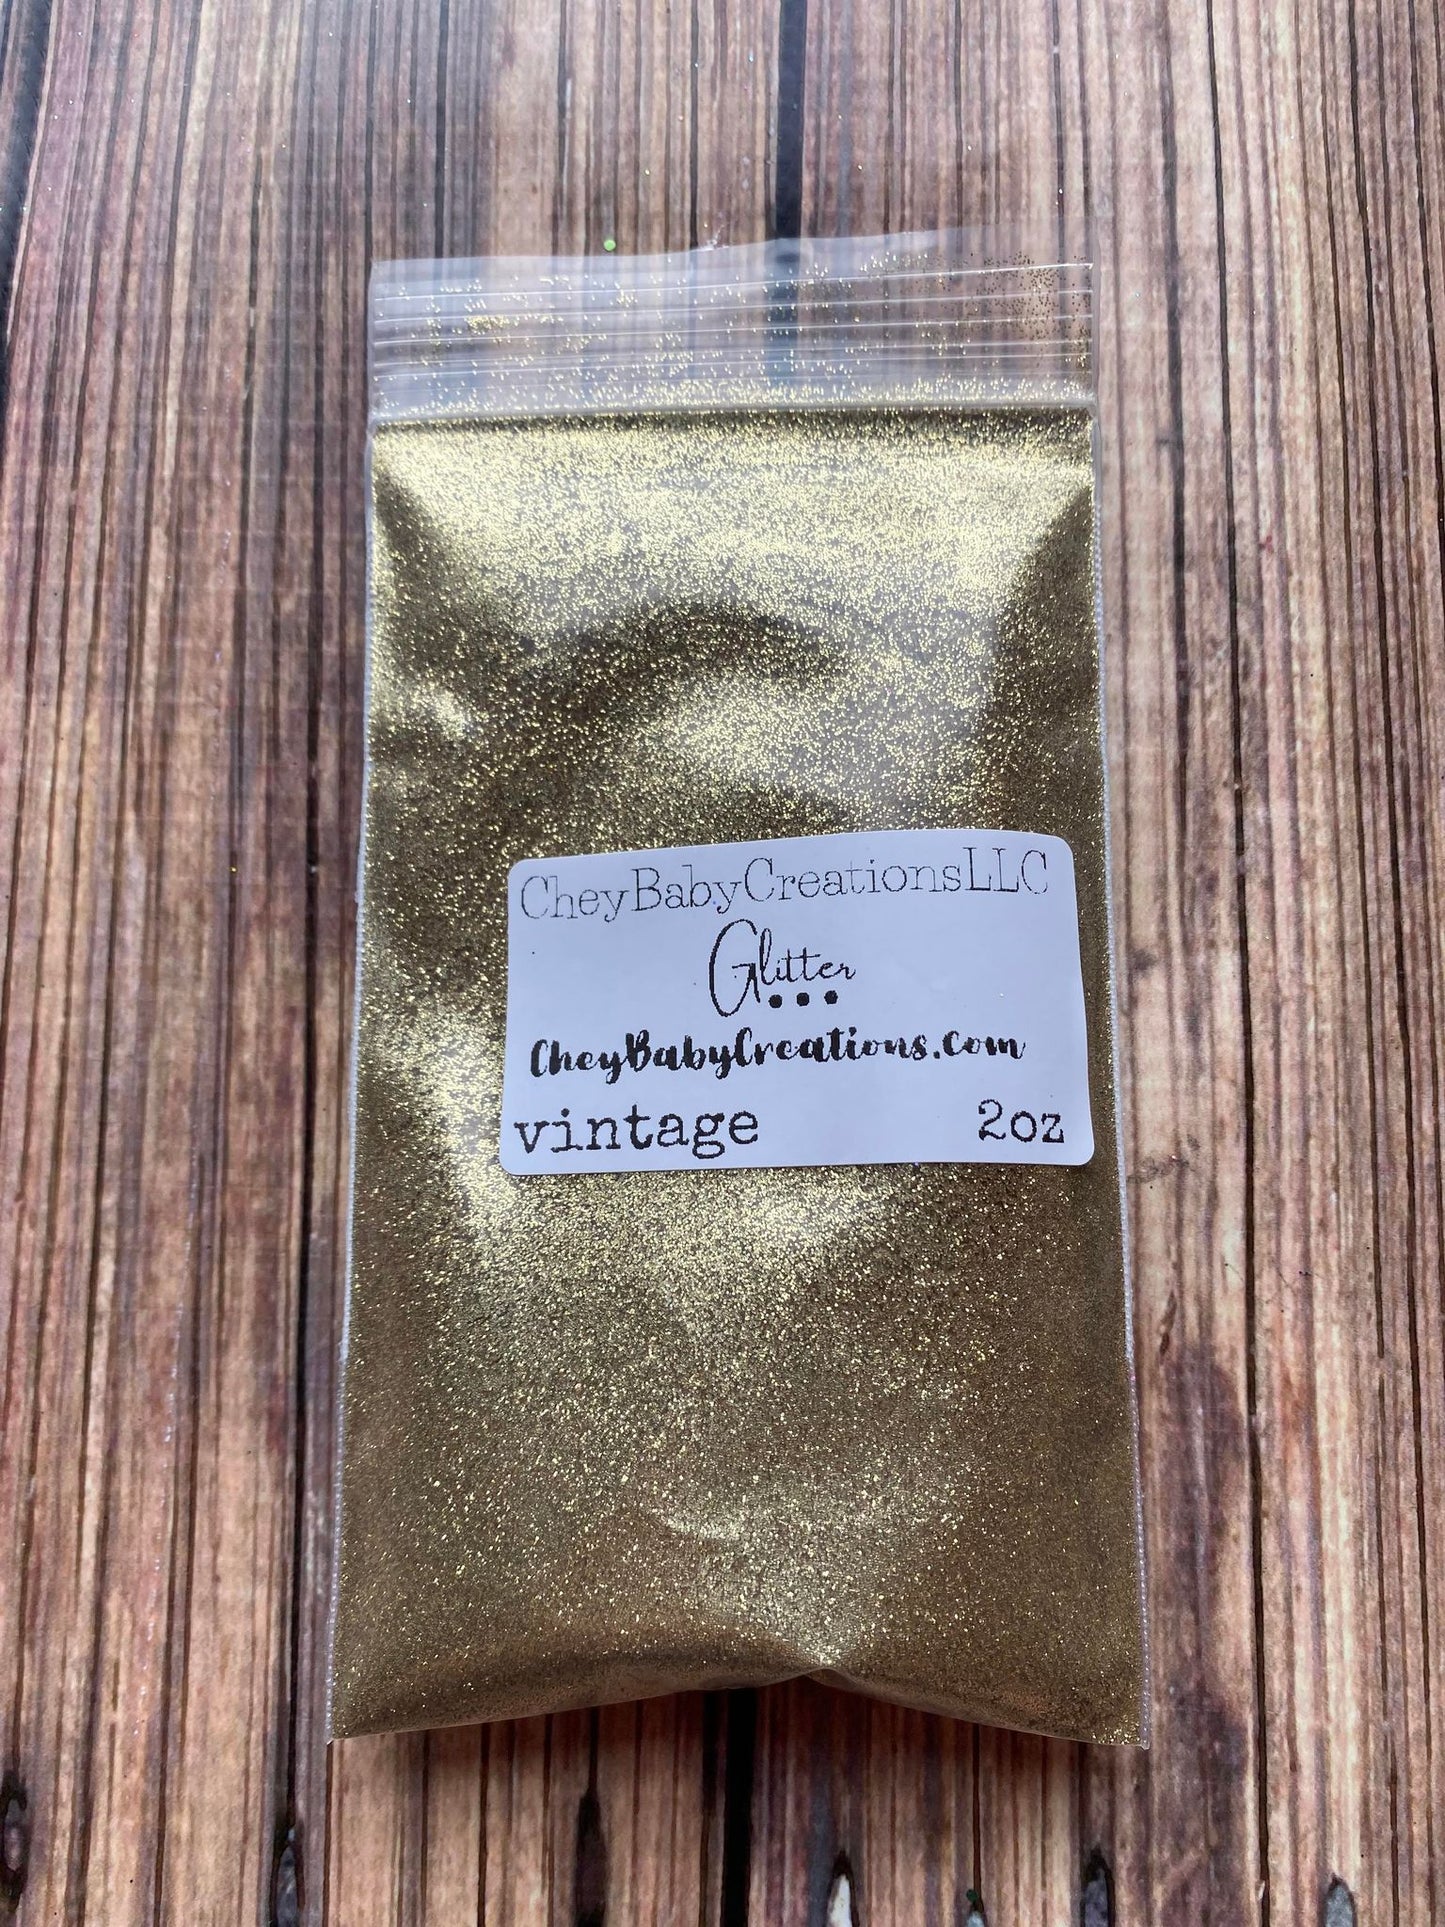 CheyBabyCreationsLLC
Glitter
CheyBabyCreations.com
vintage 2oz